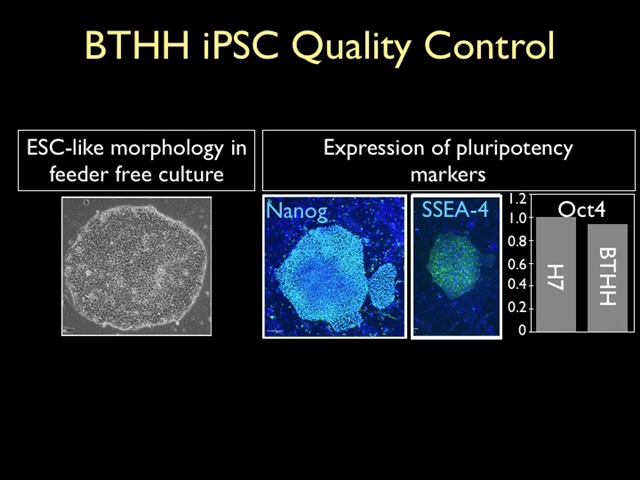 BTHH iPSC Quality Control
ESC-like morphology in
feeder free culture
Expression of pluripotency
markers
Nanog
SSEA-4
Oct4
1.2
1.0
0.8
0.6
0.4
0.2
0
H7
BTHH